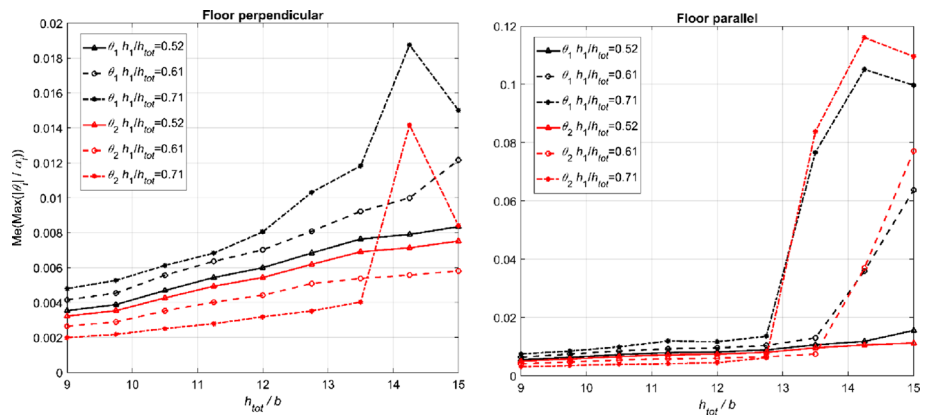 Floor perpendicular
Me(Max(|θ|ᵢ / αᵢ))
0.02
0.018
0.016
0.014
0.012
0.01
0.008
0.006
0.004
0.002
0
θ₁ h₁/hₜₒₜ=0.52
θ₁ h₁/hₜₒₜ=0.61
θ₁ h₁/hₜₒₜ=0.71
θ₂ h₁/hₜₒₜ=0.52
θ₂ h₁/hₜₒₜ=0.61
θ₂ h₁/hₜₒₜ=0.71
9 10 11 12 13 14 15
hₜₒₜ / b
Floor parallel
0.12
0.1
0.08
0.06
0.04
0.02
0
θ₁ h₁/hₜₒₜ=0.52
θ₁ h₁/hₜₒₜ=0.61
θ₁ h₁/hₜₒₜ=0.71
θ₂ h₁/hₜₒₜ=0.52
θ₂ h₁/hₜₒₜ=0.61
θ₂ h₁/hₜₒₜ=0.71
9 10 11 12 13 14 15
hₜₒₜ / b